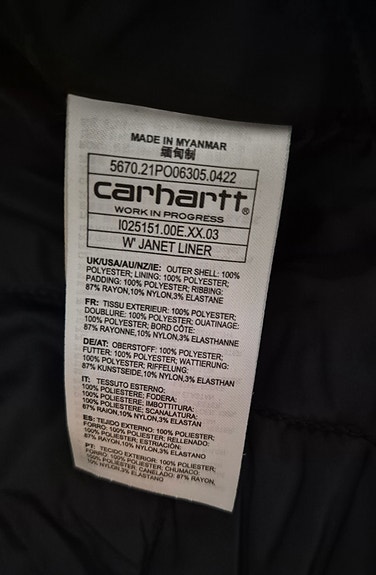 MADE IN MYANMAR
缅甸制
5670.21PO06305.0422
carhartt®
WORK IN PROGRESS
I025151.00E.XX.03
W' JANET LINER
UK/USA/AU/NZ/IE: OUTER SHELL: 100%
POLYESTER; LINING: 100% POLYESTER;
PADDING: 100% POLYESTER; RIBBING:
87% RAYON,10% NYLON,3% ELASTANE
FR: TISSU EXTERIEUR: 100% POLYESTER;
DOUBLURE: 100% POLYESTER; OUATINAGE:
100% POLYESTER; BORD CÔTE:
87% RAYONNE,10% NYLON,3% ELASTHANNE
DE/AT: OBERSTOFF: 100% POLYESTER;
FUTTER: 100% POLYESTER; WATTIERUNG:
100% POLYESTER; RIFFELUNG:
87% KUNSTSEIDE,10% NYLON,3% ELASTHAN
IT: TESSUTO ESTERNO:
100% POLIESTERE; FODERA:
100% POLIESTERE; IMBOTTITURA:
100% POLIESTERE; SCANALATURA:
87% RAION,10% NYLON,3% ELASTAN
ES: TEJIDO EXTERNO: 100% POLIESTER;
FORRO: 100% POLIESTER; RELLENADO:
100% POLIESTER; ESTRIACIÓN:
87% RAYON,10% NYLON,3% ELASTANO
PT: TECIDO EXTERIOR: 100% POLIESTER;
FORRO: 100% POLIESTER; CHUMACO:
100% POLIESTER; CANELADO: 87% RAYON,
10% NYLON,3% ELASTANO